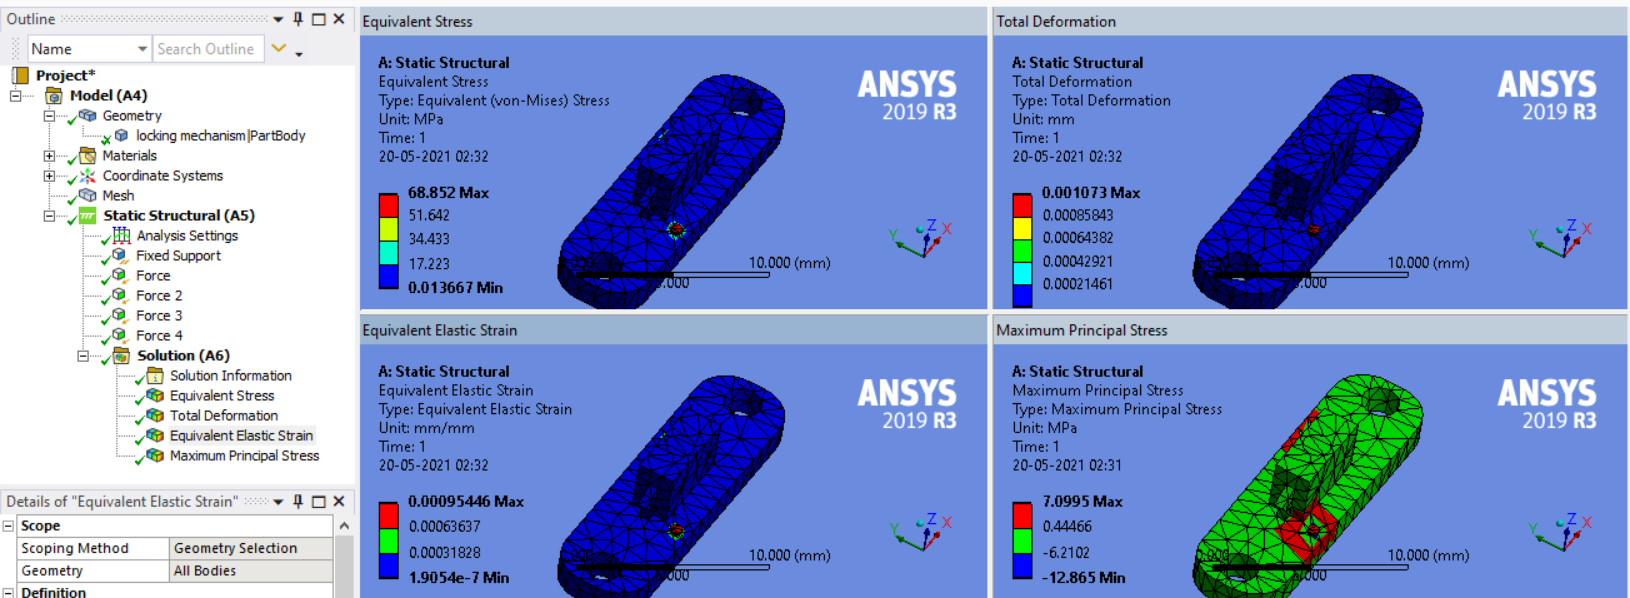 Outline
Name
Search Outline
Project*
Model (A4)
Geometry
locking mechanism|PartBody
Materials
Coordinate Systems
Mesh
Static Structural (A5)
Analysis Settings
Fixed Support
Force
Force 2
Force 3
Force 4
Solution (A6)
Solution Information
Equivalent Stress
Total Deformation
Equivalent Elastic Strain
Maximum Principal Stress
Details of "Equivalent Elastic Strain"
Scope
Scoping Method Geometry Selection
Geometry All Bodies
Definition
Equivalent Stress
A: Static Structural
Equivalent Stress
Type: Equivalent (von-Mises) Stress
Unit: MPa
Time: 1
20-05-2021 02:32
68.852 Max
51.642
34.433
17.223
0.013667 Min
ANSYS
2019 R3
Z
Y X
10.000 (mm)
Total Deformation
A: Static Structural
Total Deformation
Type: Total Deformation
Unit: mm
Time: 1
20-05-2021 02:32
0.001073 Max
0.00085843
0.00064382
0.00042921
0.00021461
ANSYS
2019 R3
Z
Y X
10.000 (mm)
Equivalent Elastic Strain
A: Static Structural
Equivalent Elastic Strain
Type: Equivalent Elastic Strain
Unit: mm/mm
Time: 1
20-05-2021 02:32
0.00095446 Max
0.00063637
0.00031828
1.9054e-7 Min
ANSYS
2019 R3
Z
Y X
10.000 (mm)
Maximum Principal Stress
A: Static Structural
Maximum Principal Stress
Type: Maximum Principal Stress
Unit: MPa
Time: 1
20-05-2021 02:31
7.0995 Max
0.44466
-6.2102
-12.865 Min
ANSYS
2019 R3
Z
Y X
10.000 (mm)